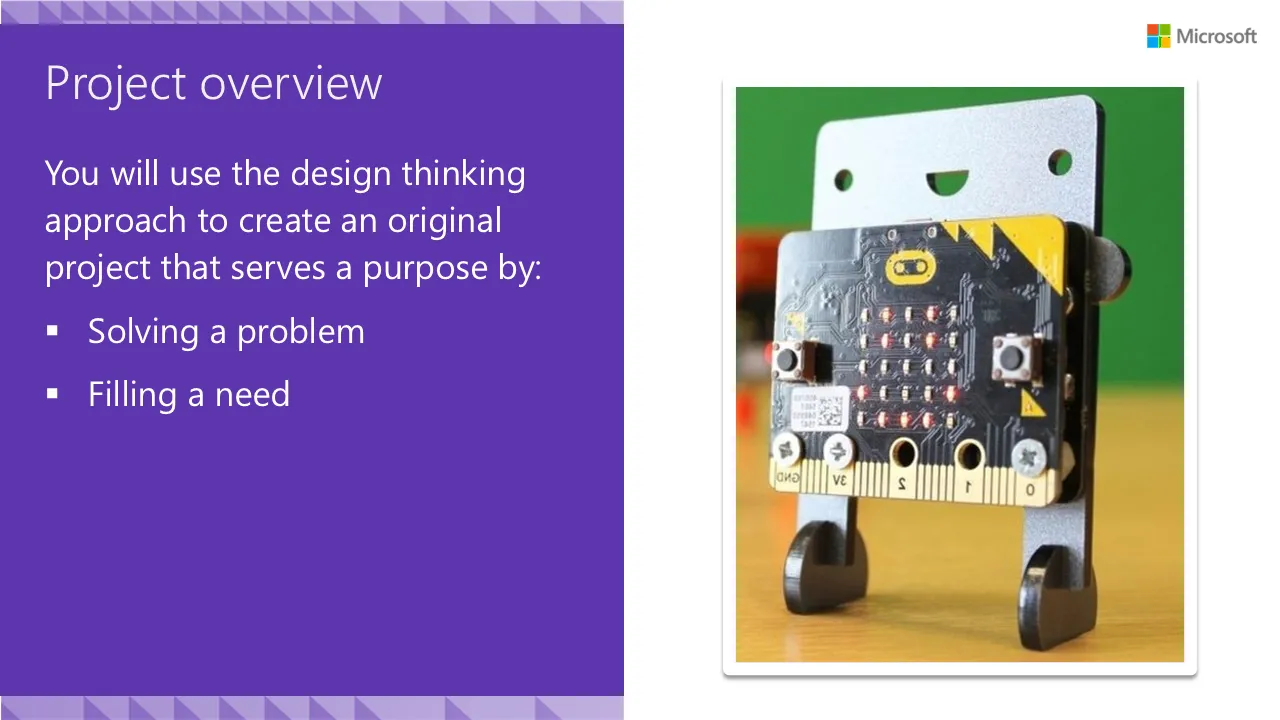 Microsoft
Project overview
You will use the design thinking
approach to create an original
project that serves a purpose by:
▪ Solving a problem
▪ Filling a need
GND 3V 2 1 0